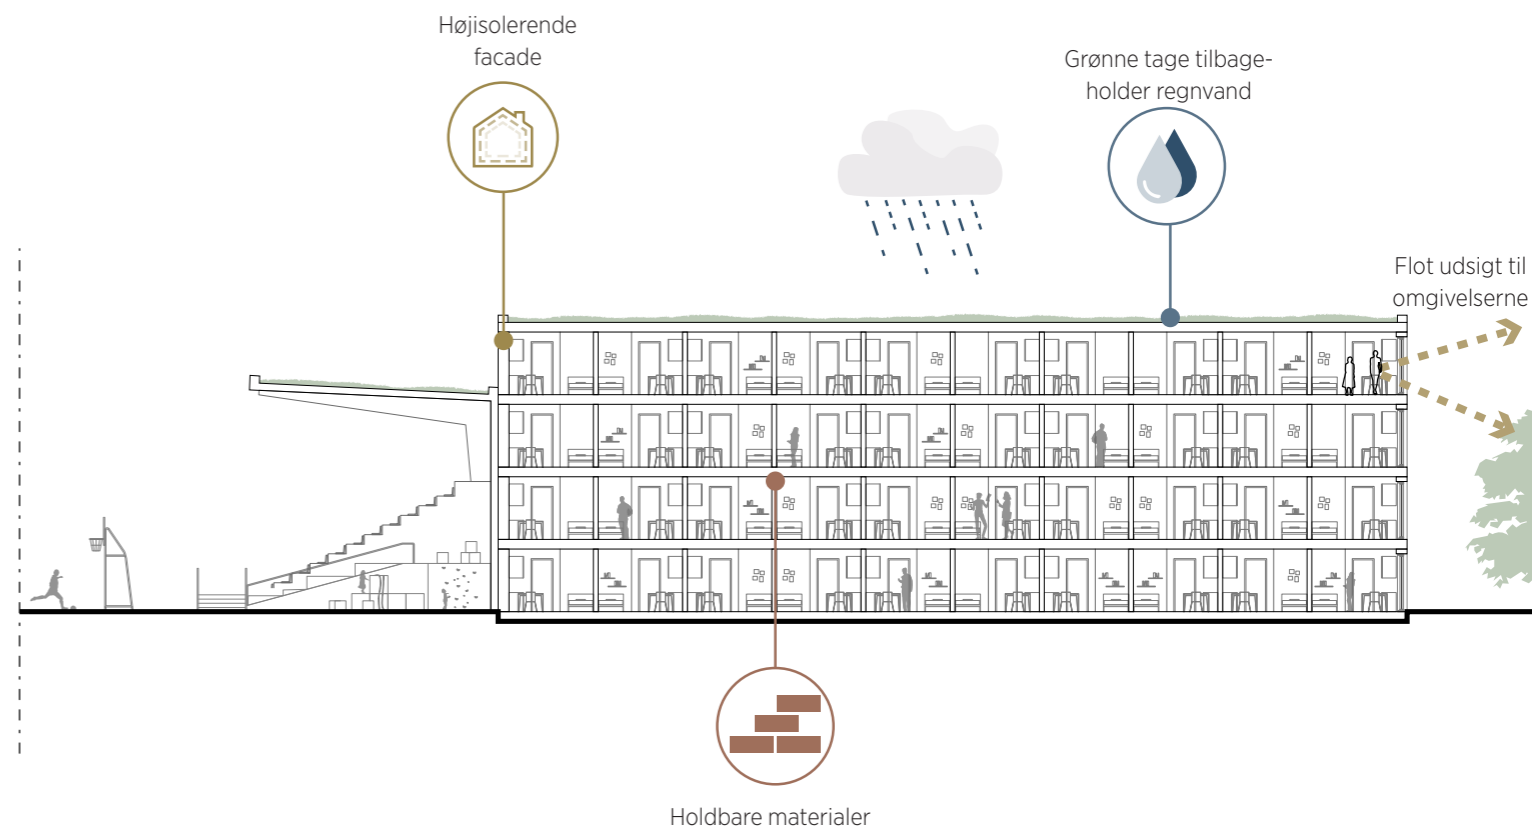 Højisolerende
facade
Grønne tage tilbage-
holder regnvand
Flot udsigt til
omgivelserne
Holdbare materialer